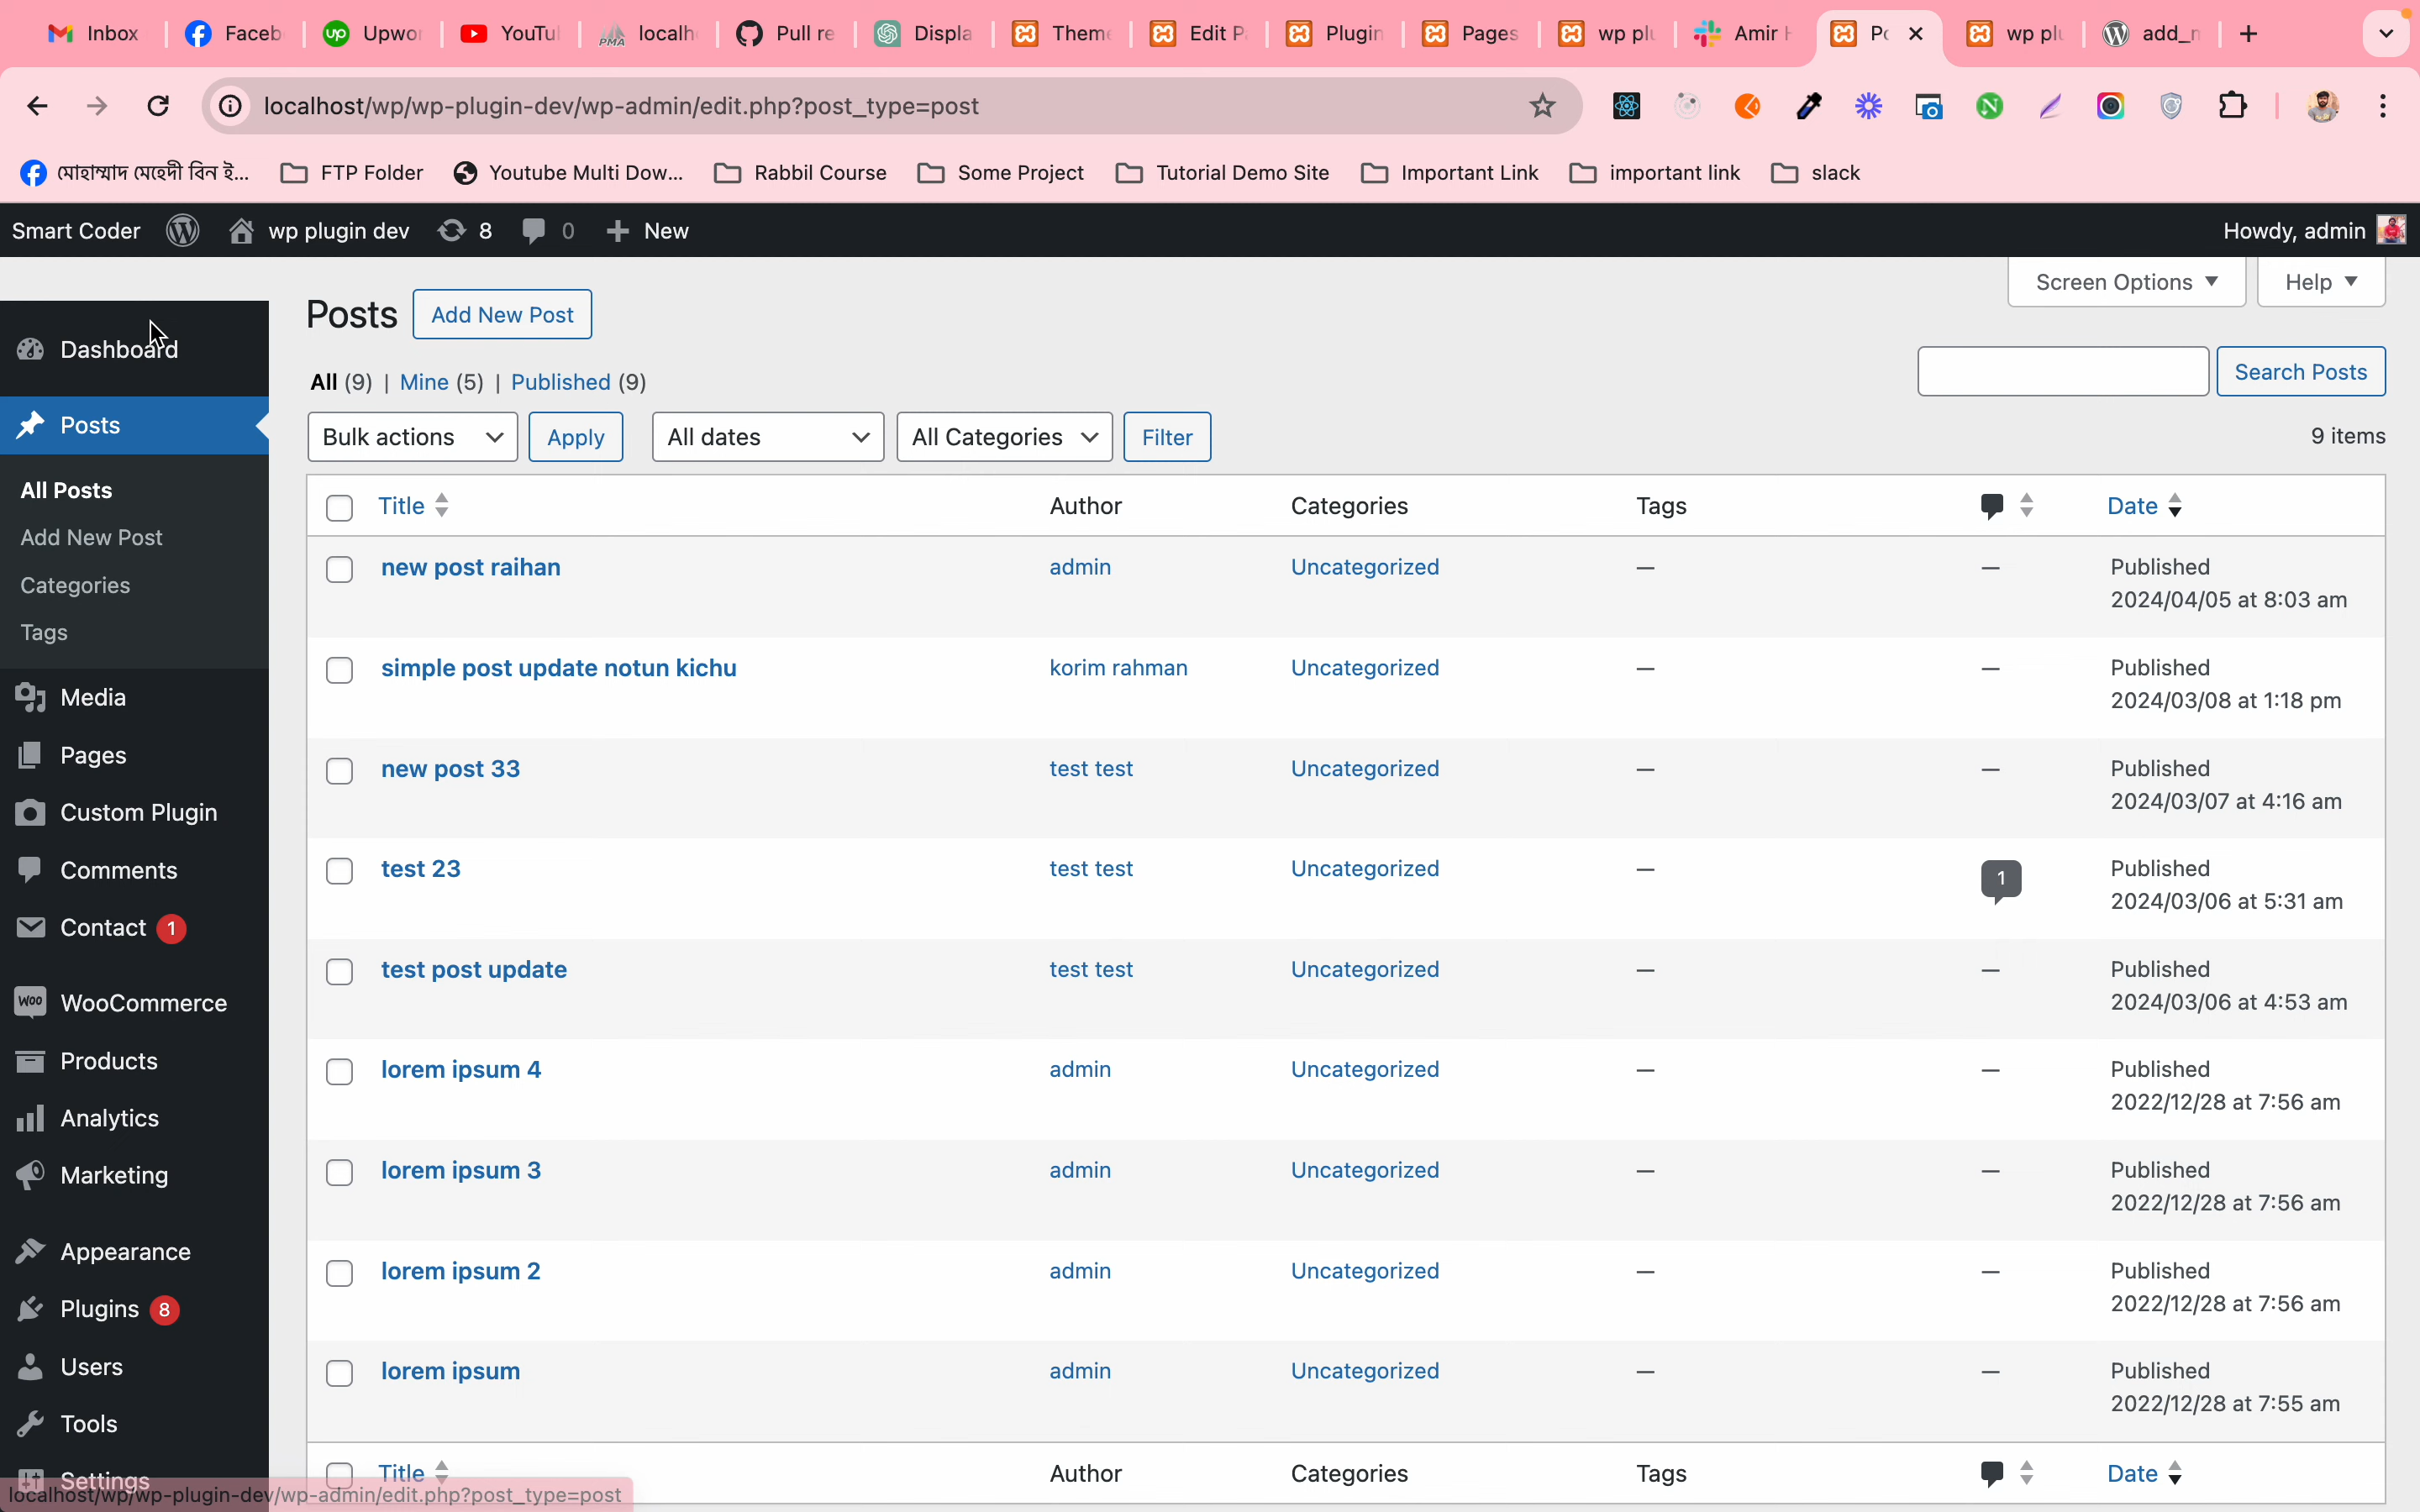 Inbox Faceb Upwor YouTu localh Pull re Displa Theme Edit P Plugin Pages wp plu Amir Po wp plu add_
localhost/wp/wp-plugin-dev/wp-admin/edit.php?post_type=post
মোহাম্মাদ মেহেদী বিন ই... FTP Folder Youtube Multi Dow... Rabbil Course Some Project Tutorial Demo Site Important Link important link slack
Smart Coder wp plugin dev 8 0 New Howdy, admin
Screen Options Help
Posts Add New Post
Dashboard
Posts
All Posts
Add New Post
Categories
Tags
Media
Pages
Custom Plugin
Comments
Contact 1
WooCommerce
Products
Analytics
Marketing
Appearance
Plugins 8
Users
Tools
Settings
All (9) | Mine (5) | Published (9)
Search Posts
Bulk actions Apply All dates All Categories Filter 9 items
Title Author Categories Tags Date
new post raihan admin Uncategorized — — Published
2024/04/05 at 8:03 am
simple post update notun kichu korim rahman Uncategorized — — Published
2024/03/08 at 1:18 pm
new post 33 test test Uncategorized — — Published
2024/03/07 at 4:16 am
test 23 test test Uncategorized — 1 Published
2024/03/06 at 5:31 am
test post update test test Uncategorized — — Published
2024/03/06 at 4:53 am
lorem ipsum 4 admin Uncategorized — — Published
2022/12/28 at 7:56 am
lorem ipsum 3 admin Uncategorized — — Published
2022/12/28 at 7:56 am
lorem ipsum 2 admin Uncategorized — — Published
2022/12/28 at 7:56 am
lorem ipsum admin Uncategorized — — Published
2022/12/28 at 7:55 am
Title Author Categories Tags Date
localhost/wp/wp-plugin-dev/wp-admin/edit.php?post_type=post